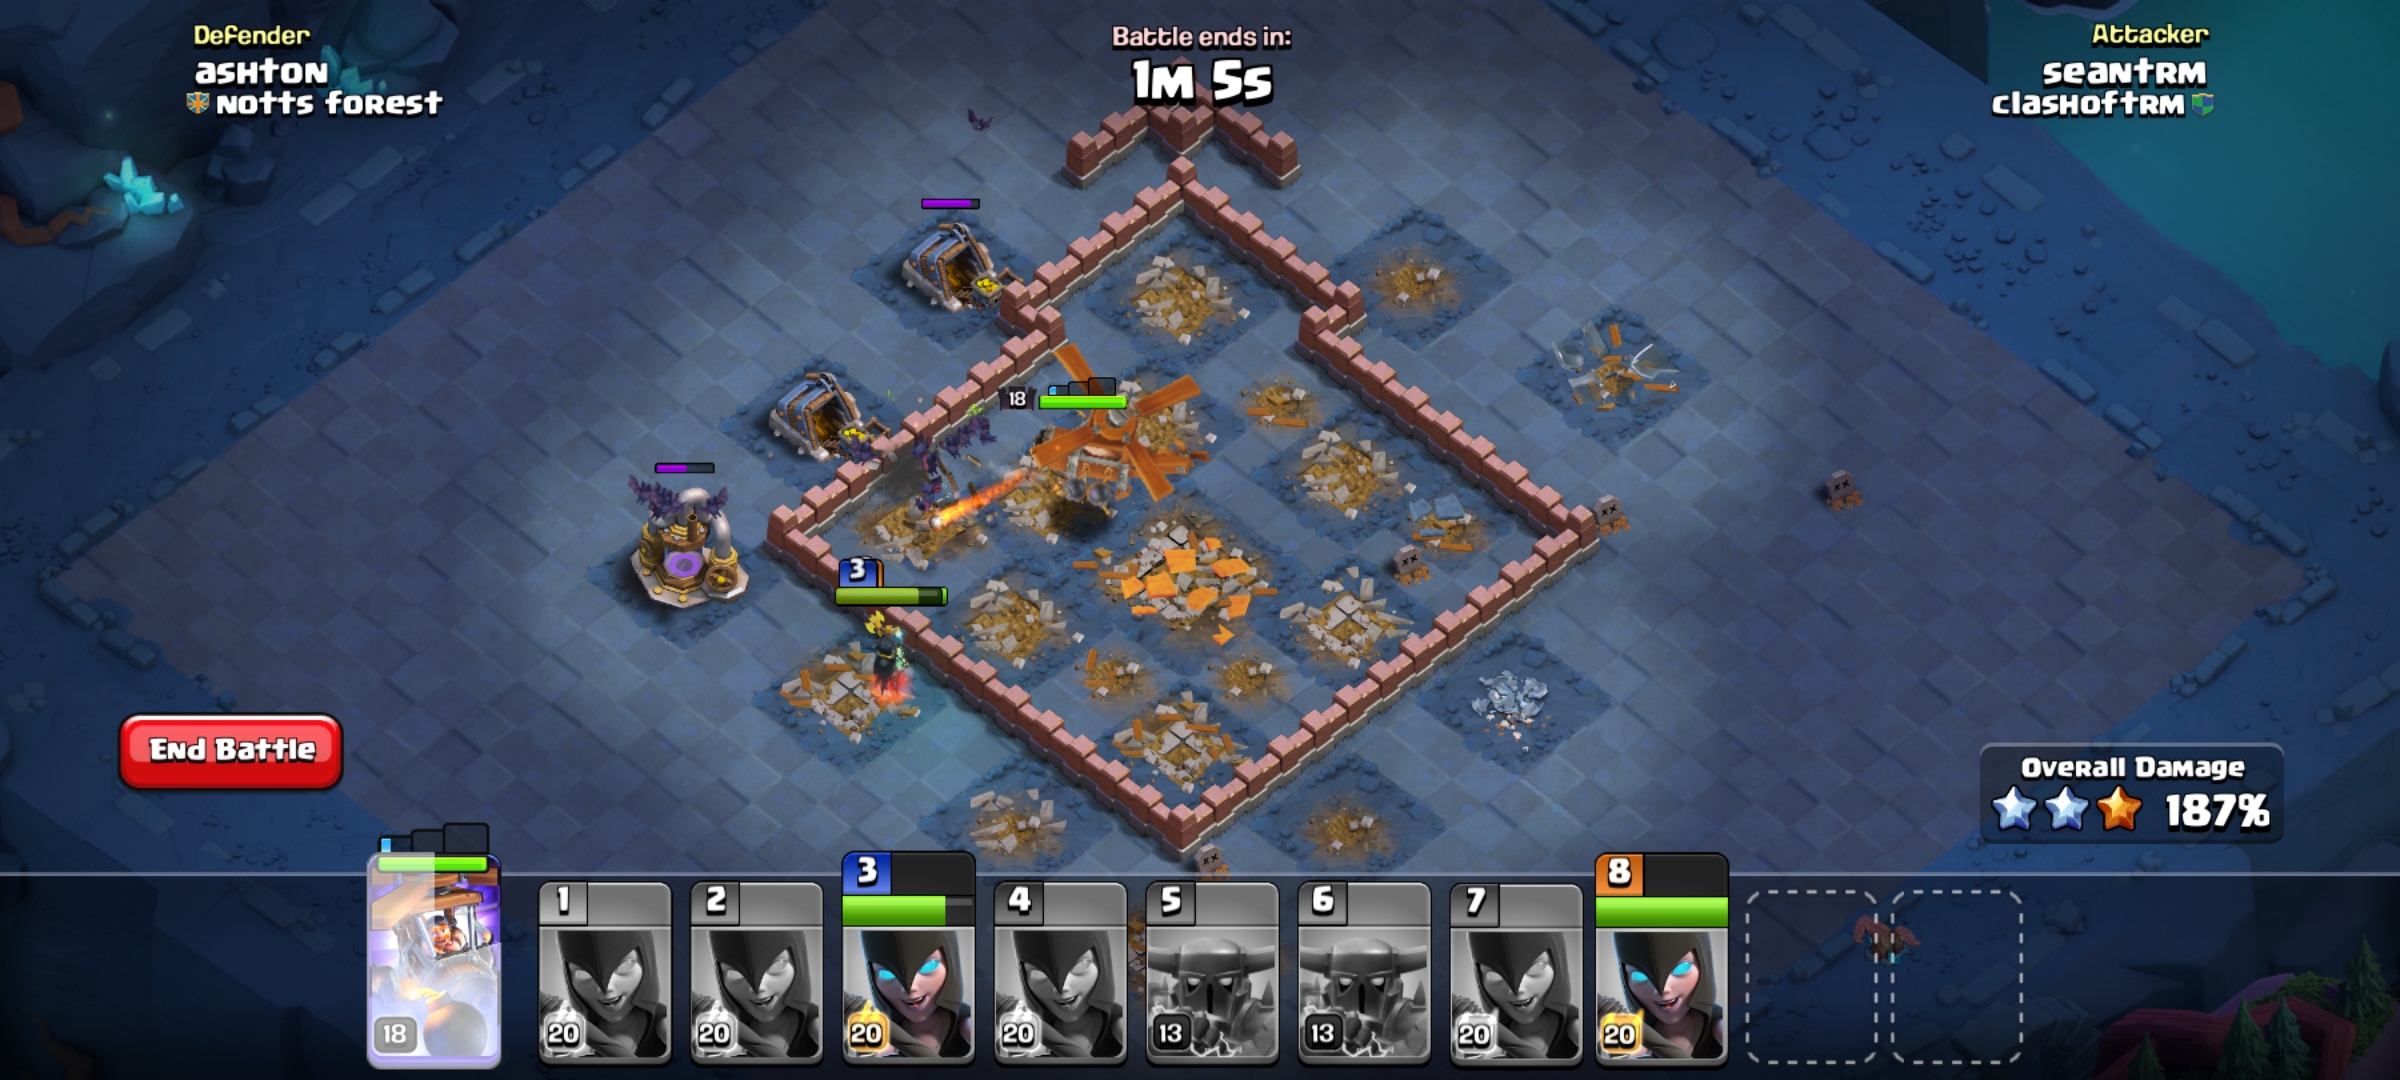 Defender
ashton
notts forest
Battle ends in:
1m 5s
Attacker
seantrm
clashoftrm
18
3
End Battle
Overall Damage
187%
18
1
20
2
20
3
20
4
20
5
13
6
13
7
20
8
20